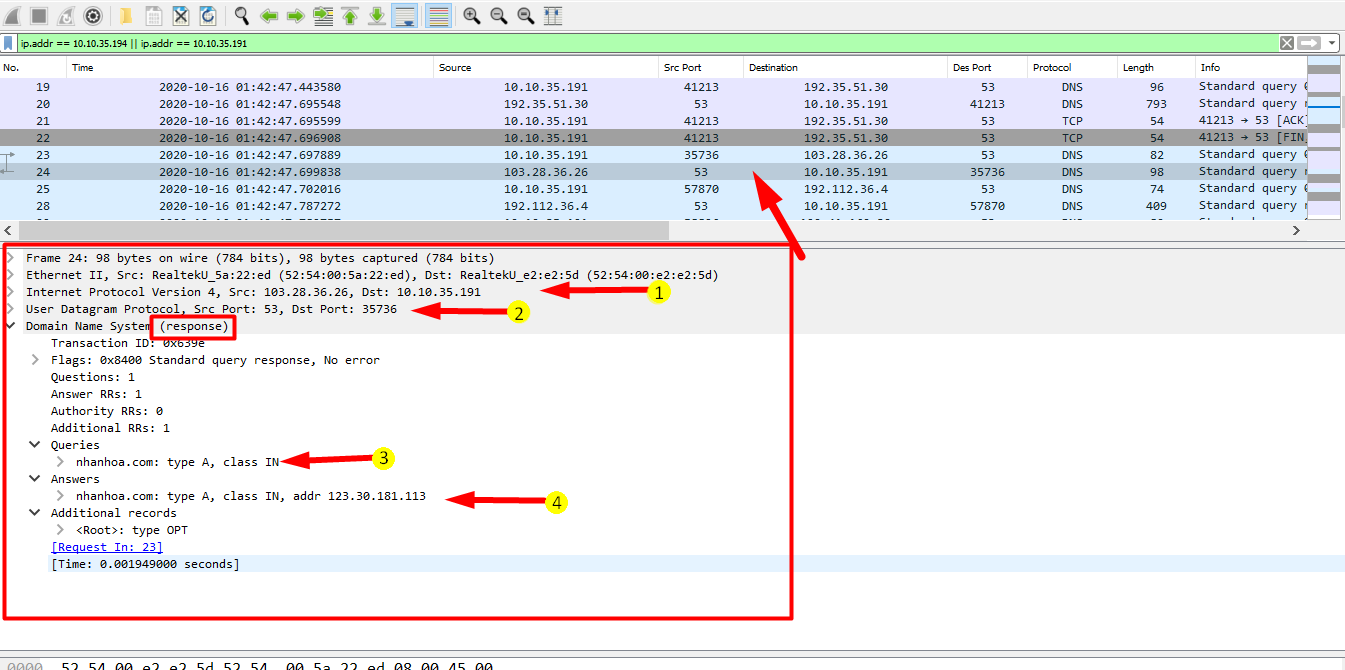 ip.addr == 10.10.35.194 || ip.addr == 10.10.35.191
No. Time Source Src Port Destination Des Port Protocol Length Info
19 2020-10-16 01:42:47.443580 10.10.35.191 41213 192.35.51.30 53 DNS 96 Standard query
20 2020-10-16 01:42:47.695548 192.35.51.30 53 10.10.35.191 41213 DNS 793 Standard query
21 2020-10-16 01:42:47.695599 10.10.35.191 41213 192.35.51.30 53 TCP 54 41213 → 53 [ACK]
22 2020-10-16 01:42:47.696908 10.10.35.191 41213 192.35.51.30 53 TCP 54 41213 → 53 [FIN,
23 2020-10-16 01:42:47.697889 10.10.35.191 35736 103.28.36.26 53 DNS 82 Standard query
24 2020-10-16 01:42:47.699838 103.28.36.26 53 10.10.35.191 35736 DNS 98 Standard query
25 2020-10-16 01:42:47.702016 10.10.35.191 57870 192.112.36.4 53 DNS 74 Standard query
28 2020-10-16 01:42:47.787272 192.112.36.4 53 10.10.35.191 57870 DNS 409 Standard query
Frame 24: 98 bytes on wire (784 bits), 98 bytes captured (784 bits)
Ethernet II, Src: RealtekU_5a:22:ed (52:54:00:5a:22:ed), Dst: RealtekU_e2:e2:5d (52:54:00:e2:e2:5d)
Internet Protocol Version 4, Src: 103.28.36.26, Dst: 10.10.35.191 1
User Datagram Protocol, Src Port: 53, Dst Port: 35736 2
Domain Name System (response)
Transaction ID: 0x639e
Flags: 0x8400 Standard query response, No error
Questions: 1
Answer RRs: 1
Authority RRs: 0
Additional RRs: 1
Queries
nhanhoa.com: type A, class IN 3
Answers
nhanhoa.com: type A, class IN, addr 123.30.181.113 4
Additional records
<Root>: type OPT
[Request In: 23]
[Time: 0.001949000 seconds]
0000 52 54 00 e2 e2 5d 52 54 00 5a 22 ed 08 00 45 00